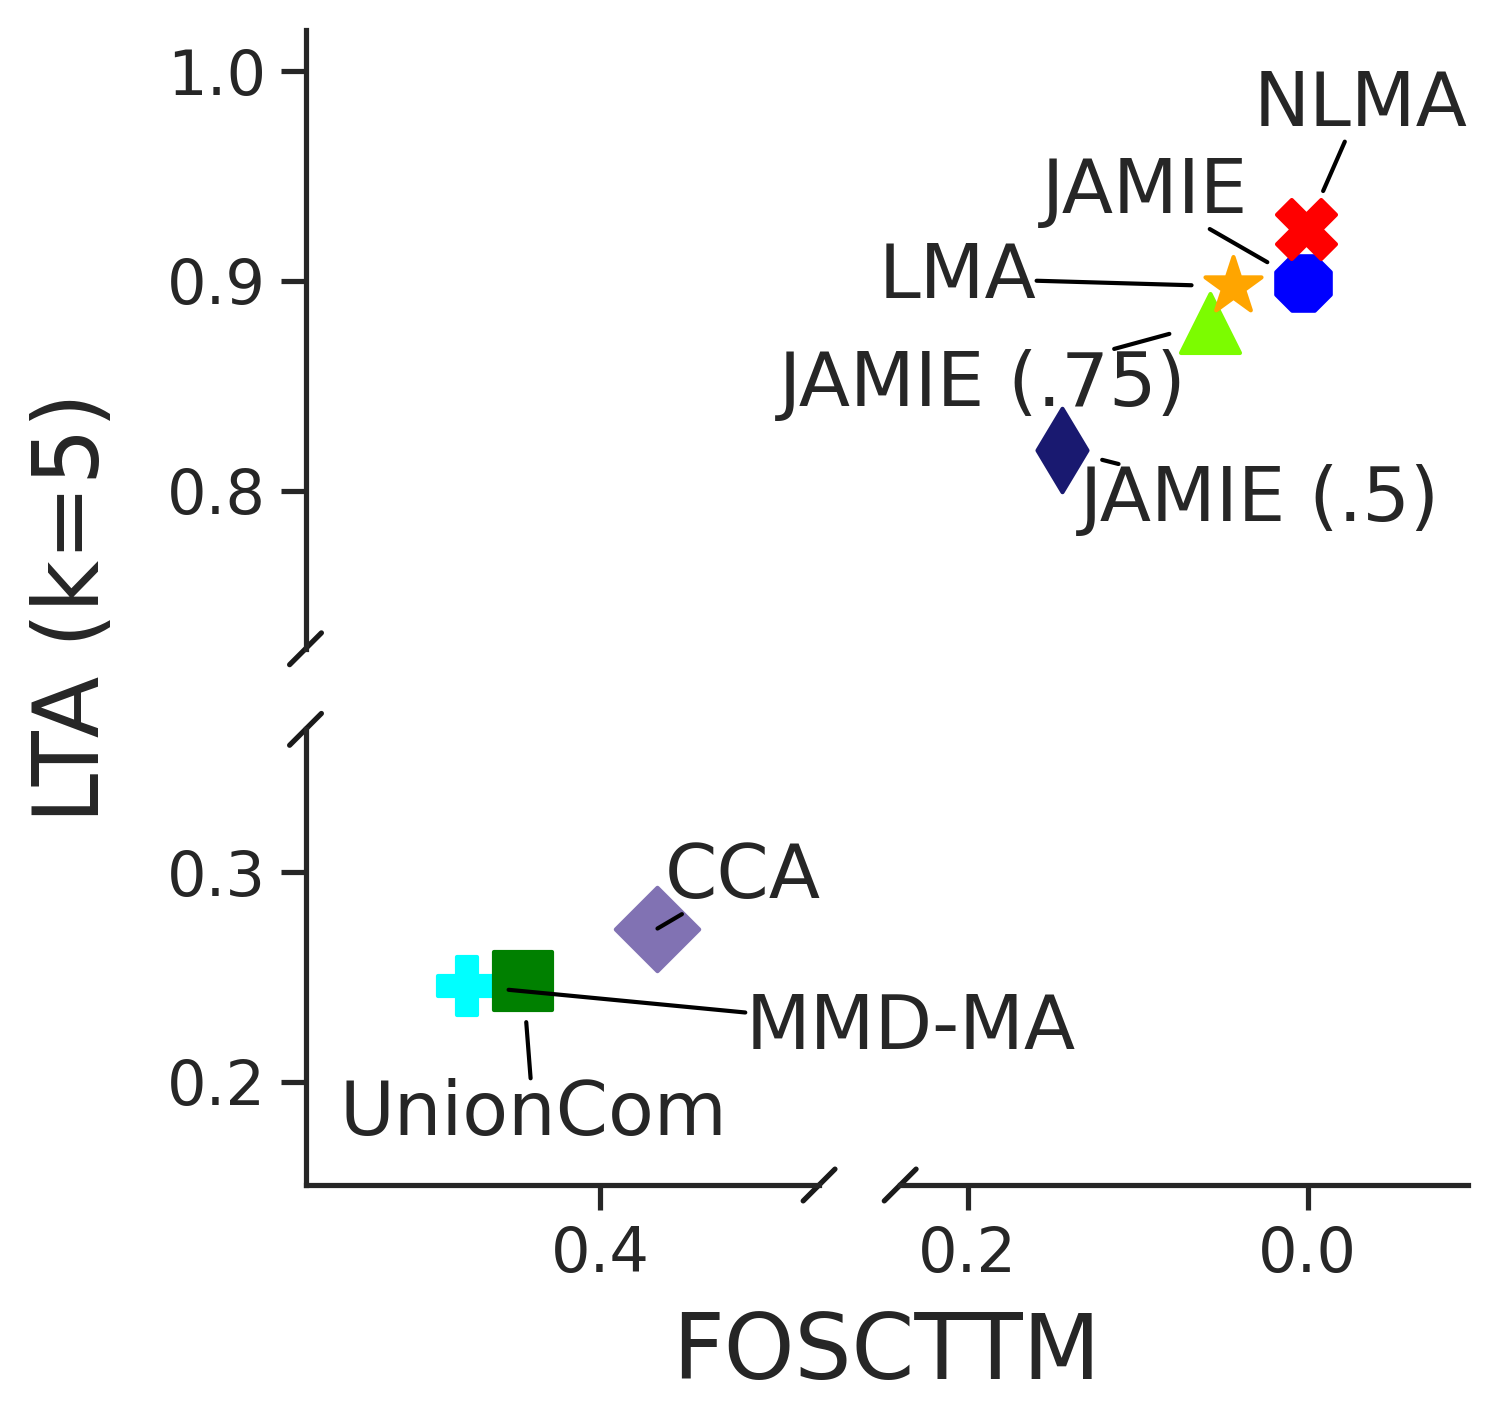 1.0
NLMA
JAMIE
LMA
0.9
JAMIE (.75)
0.8
JAMIE (.5)
LTA (k=5)
0.3
CCA
MMD-MA
0.2
UnionCom
0.4
0.2
0.0
FOSCTTM